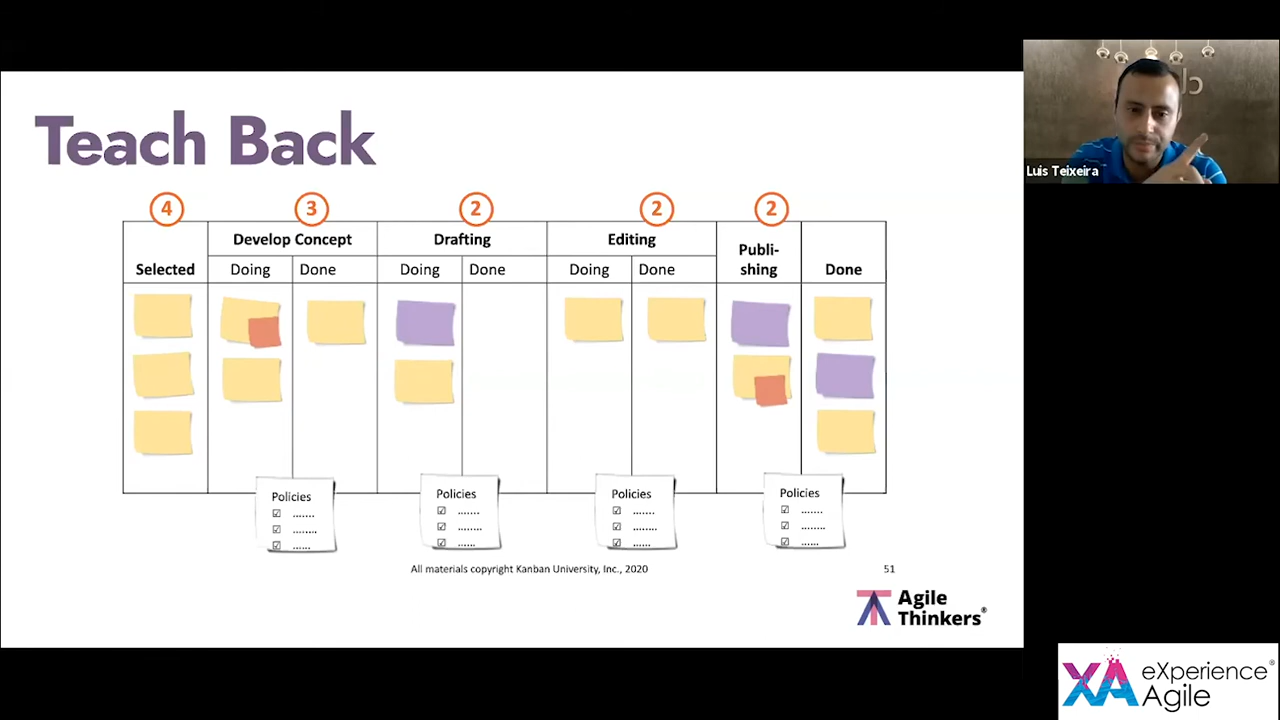 Teach Back
4 3 2 2 2
Selected Develop Concept Drafting Editing Publi-
shing Done
Doing Done Doing Done Doing Done
Policies Policies Policies Policies
☑ ....... ☑ ....... ☑ ....... ☑ .......
☑ ........ ☑ ........ ☑ ........ ☑ ........
☑ ...... ☑ ...... ☑ ...... ☑ ......
All materials copyright Kanban University, Inc., 2020 51
Agile
Thinkers®
Luis Teixeira
XA eXperience®
Agile